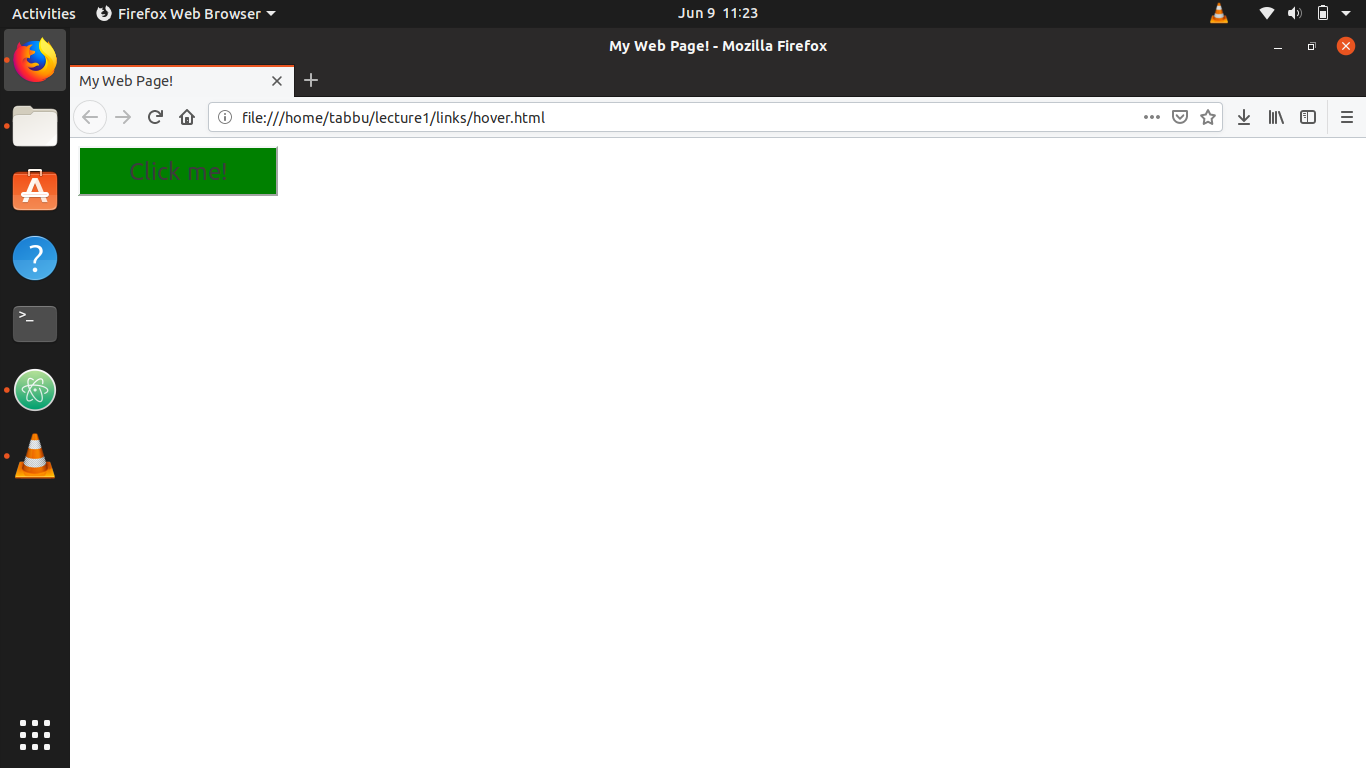 Activities Firefox Web Browser Jun 9 11:23
My Web Page! - Mozilla Firefox
My Web Page!
file:///home/tabbu/lecture1/links/hover.html
Click me!
?
>_